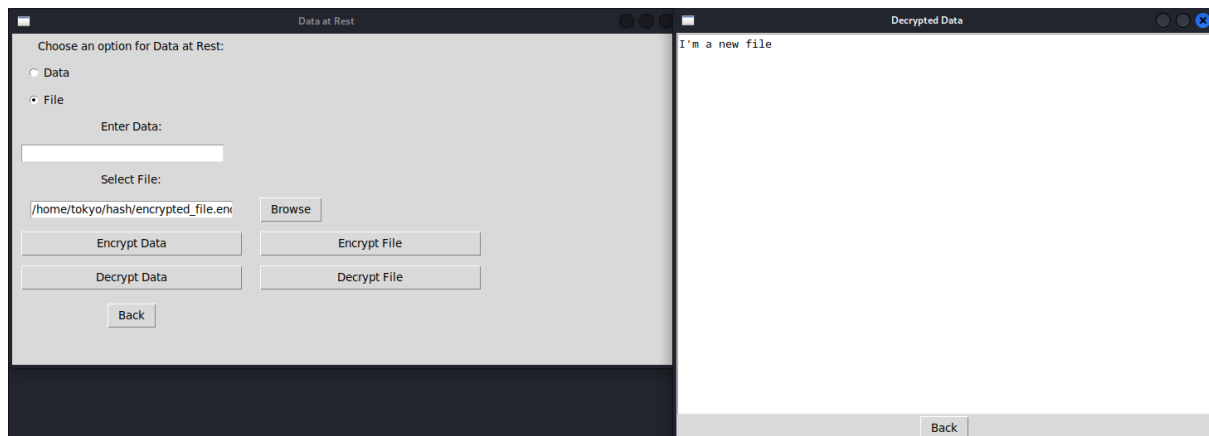 Data at Rest
Choose an option for Data at Rest:
Data
File
Enter Data:
Select File:
/home/tokyo/hash/encrypted_file.enc
Browse
Encrypt Data
Encrypt File
Decrypt Data
Decrypt File
Back
Decrypted Data
I'm a new file
Back